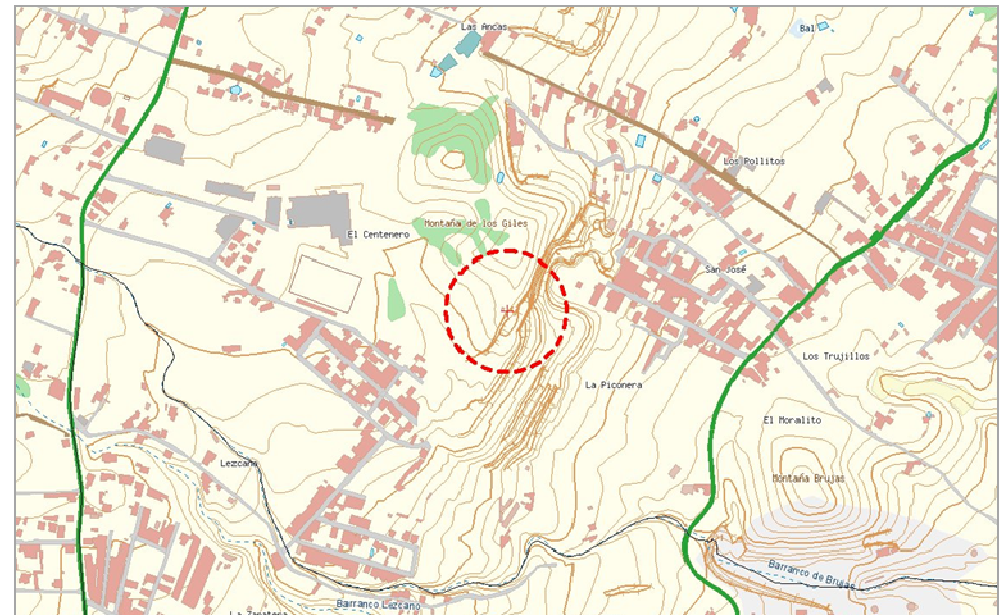 Las Ancas
Bal
Los Pollitos
Montaña de los Giles
El Centenero
San José
Los Trujillos
La Piconera
El Moralito
Lezcano
Montaña Brujas
Barranco de Brujas
Barranco Lezcano